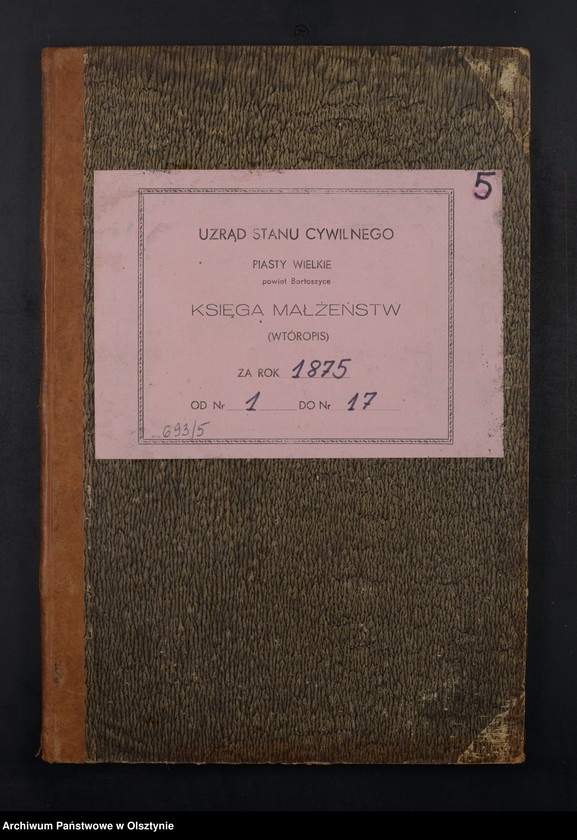 5
UZRĄD STANU CYWILNEGO
PIASTY WIELKIE
powiat Bartoszyce
KSIĘGA MAŁŻEŃSTW
(WTÓROPIS)
ZA ROK 1875
OD Nr 1 DO Nr 17
693/5
Archiwum Państwowe w Olsztynie